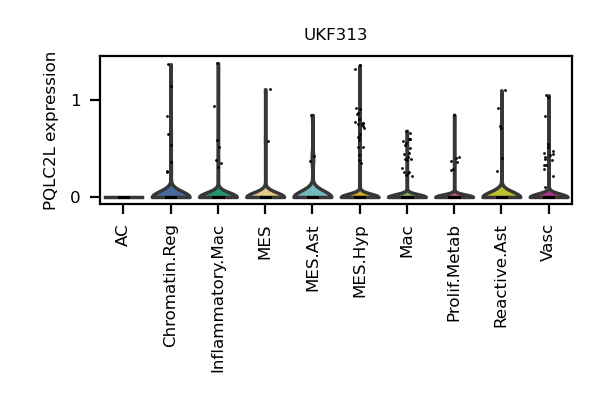 UKF313
PQLC2L expression
1
0
AC
Chromatin.Reg
Inflammatory.Mac
MES
MES.Ast
MES.Hyp
Mac
Prolif.Metab
Reactive.Ast
Vasc